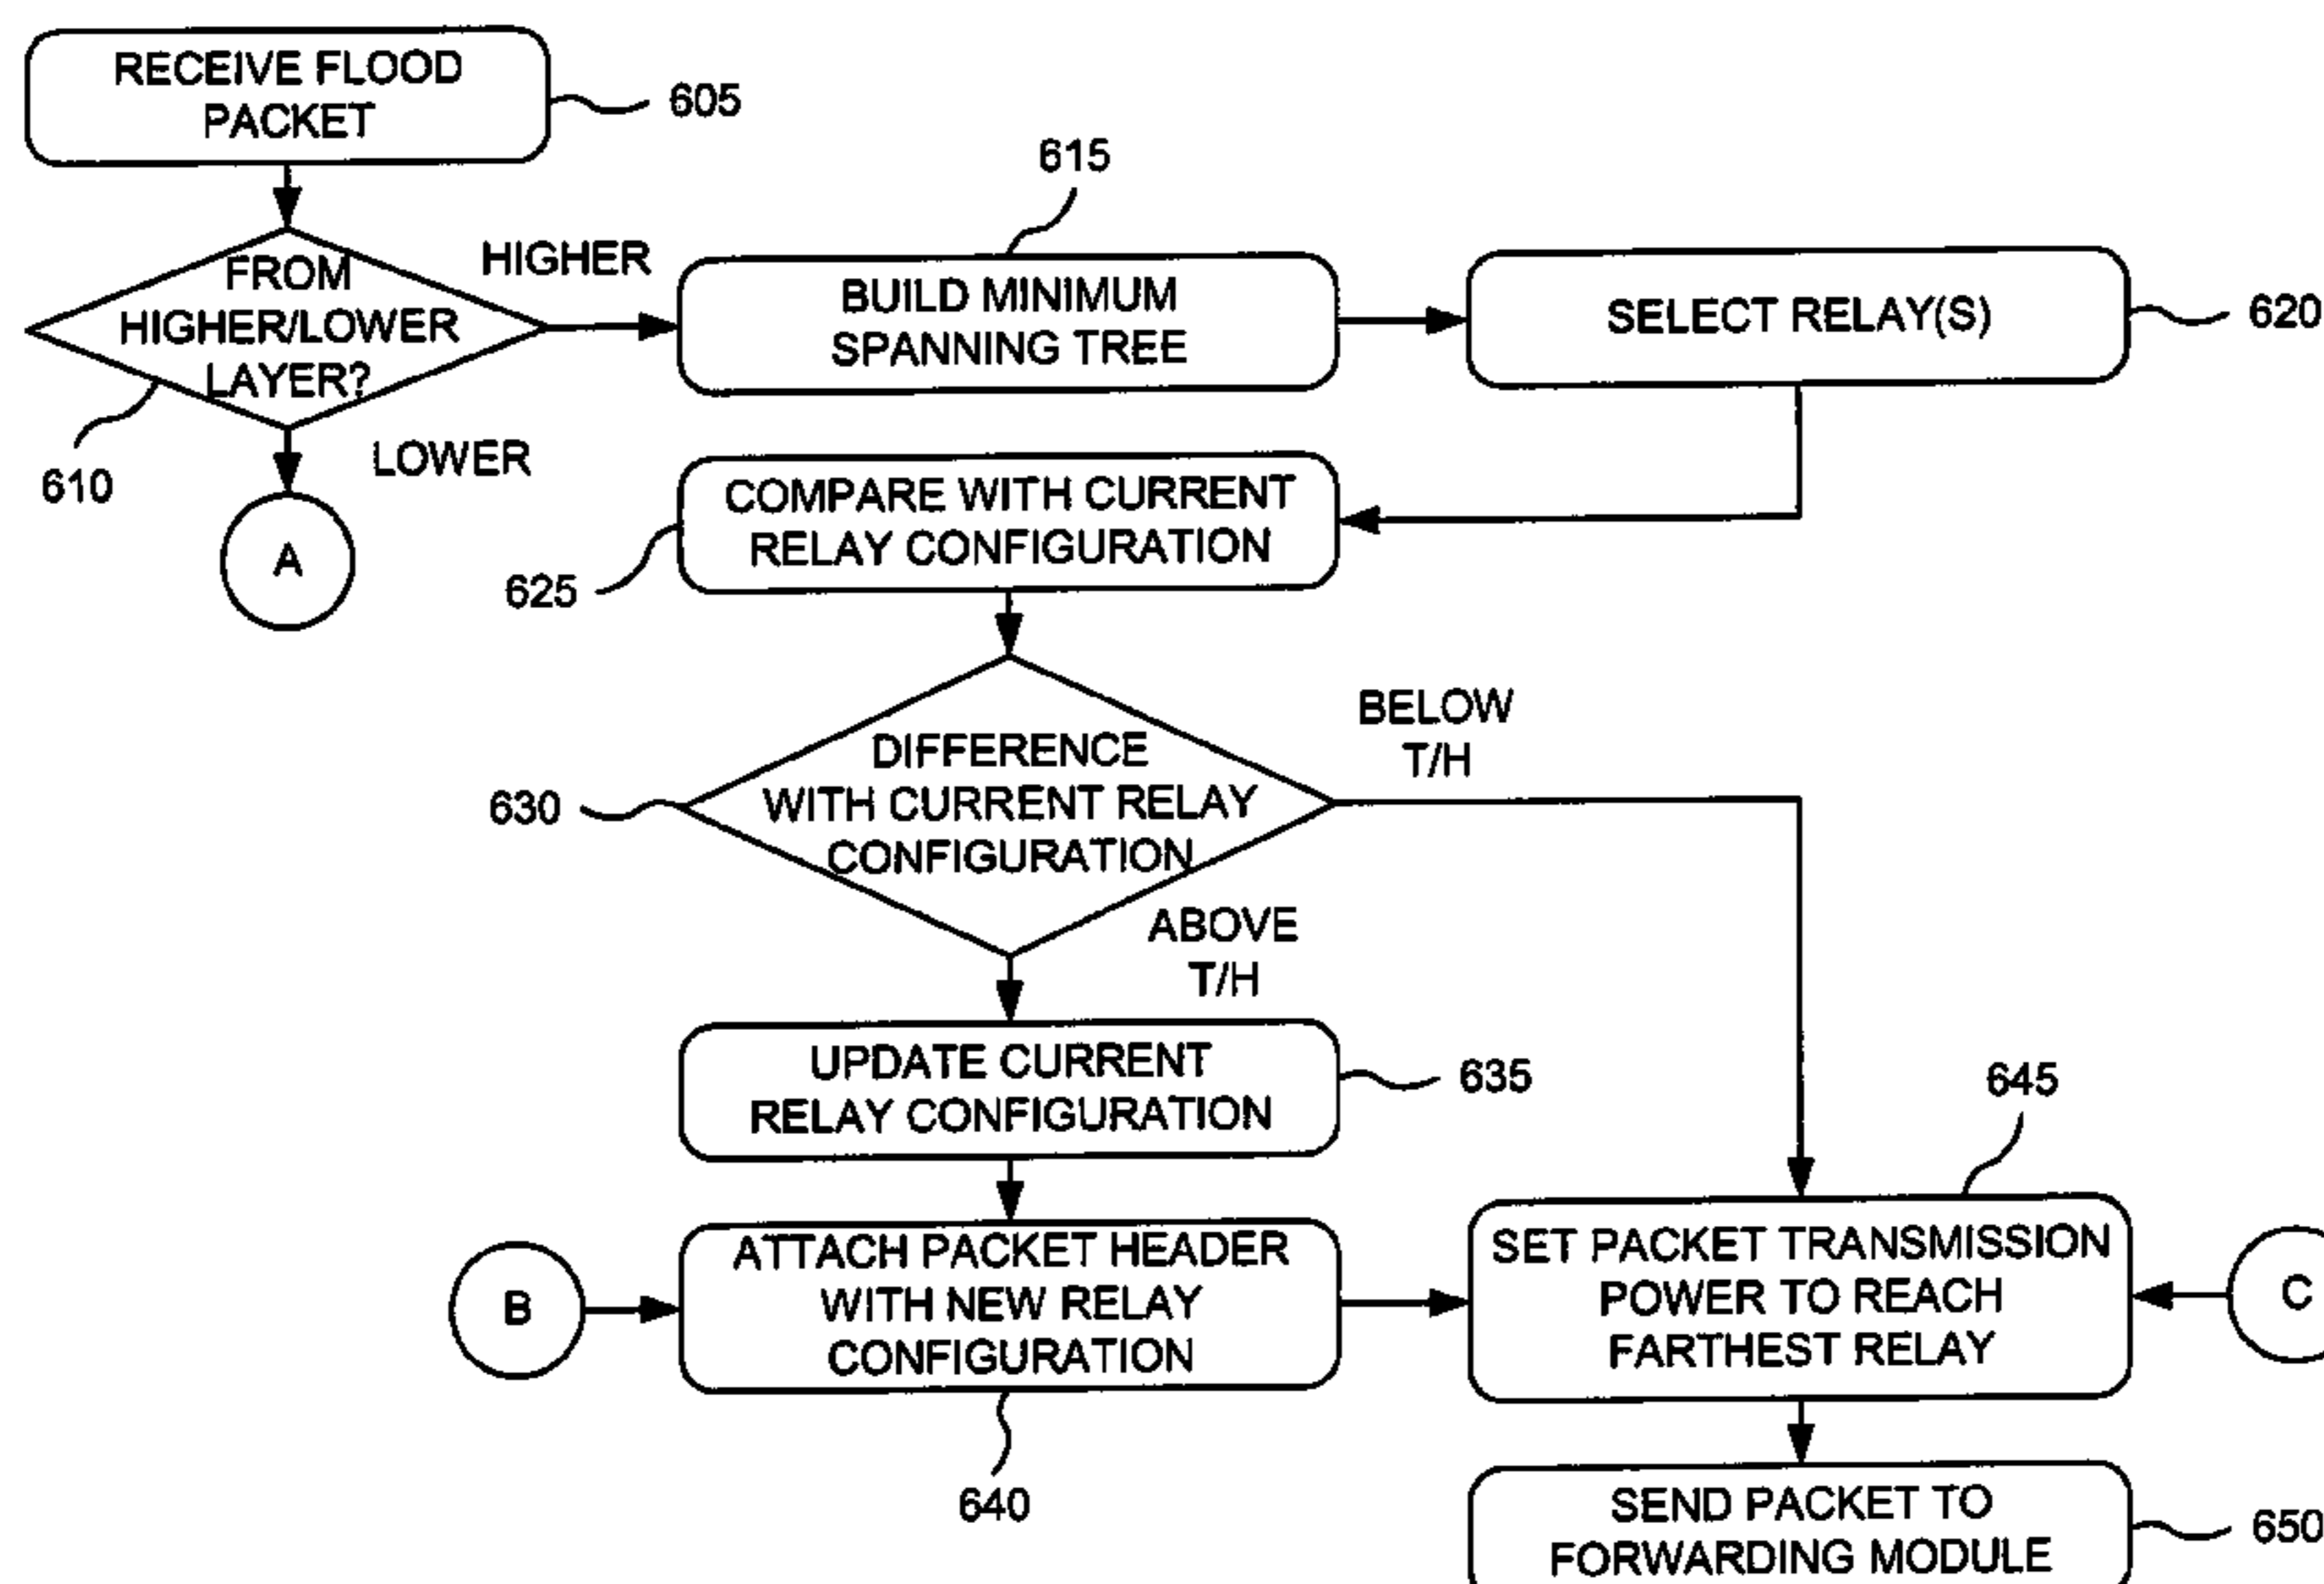 RECEIVE FLOOD
PACKET
605
615
FROM
HIGHER/LOWER
LAYER?
HIGHER
BUILD MINIMUM
SPANNING TREE
SELECT RELAY(S)
620
610
LOWER
A
COMPARE WITH CURRENT
RELAY CONFIGURATION
625
DIFFERENCE
WITH CURRENT RELAY
CONFIGURATION
630
BELOW
T/H
ABOVE
T/H
UPDATE CURRENT
RELAY CONFIGURATION
635
645
B
ATTACH PACKET HEADER
WITH NEW RELAY
CONFIGURATION
640
SET PACKET TRANSMISSION
POWER TO REACH
FARTHEST RELAY
C
SEND PACKET TO
FORWARDING MODULE
650